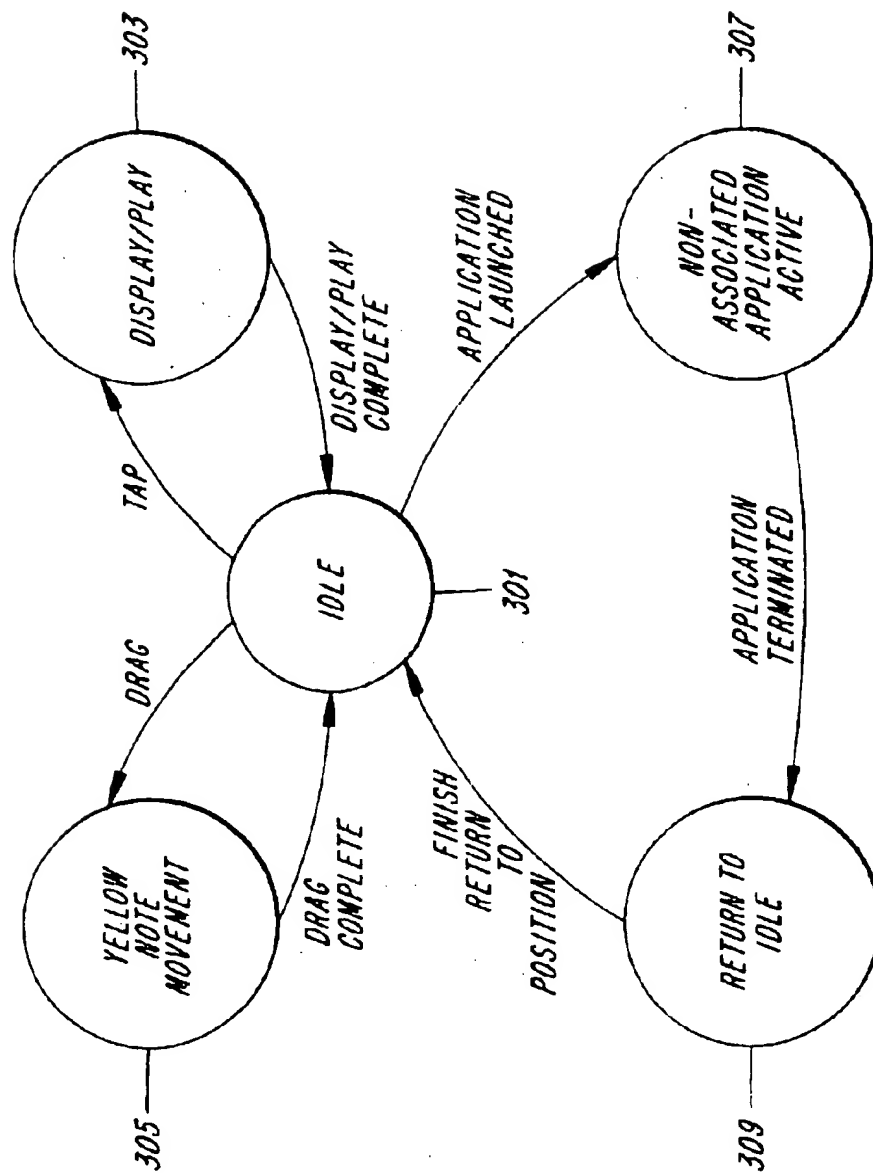 305
YELLOW
NOTE
MOVEMENT
DRAG
DRAG
COMPLETE
TAP
DISPLAY/PLAY
303
DISPLAY/PLAY
COMPLETE
IDLE
301
FINISH
RETURN
TO
POSITION
APPLICATION
LAUNCHED
309
RETURN TO
IDLE
APPLICATION
TERMINATED
NON-
ASSOCIATED
APPLICATION
ACTIVE
307